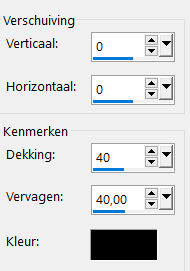 Verschuiving
Verticaal: 0
Horizontaal: 0
Kenmerken
Dekking: 40
Vervagen: 40,00
Kleur: